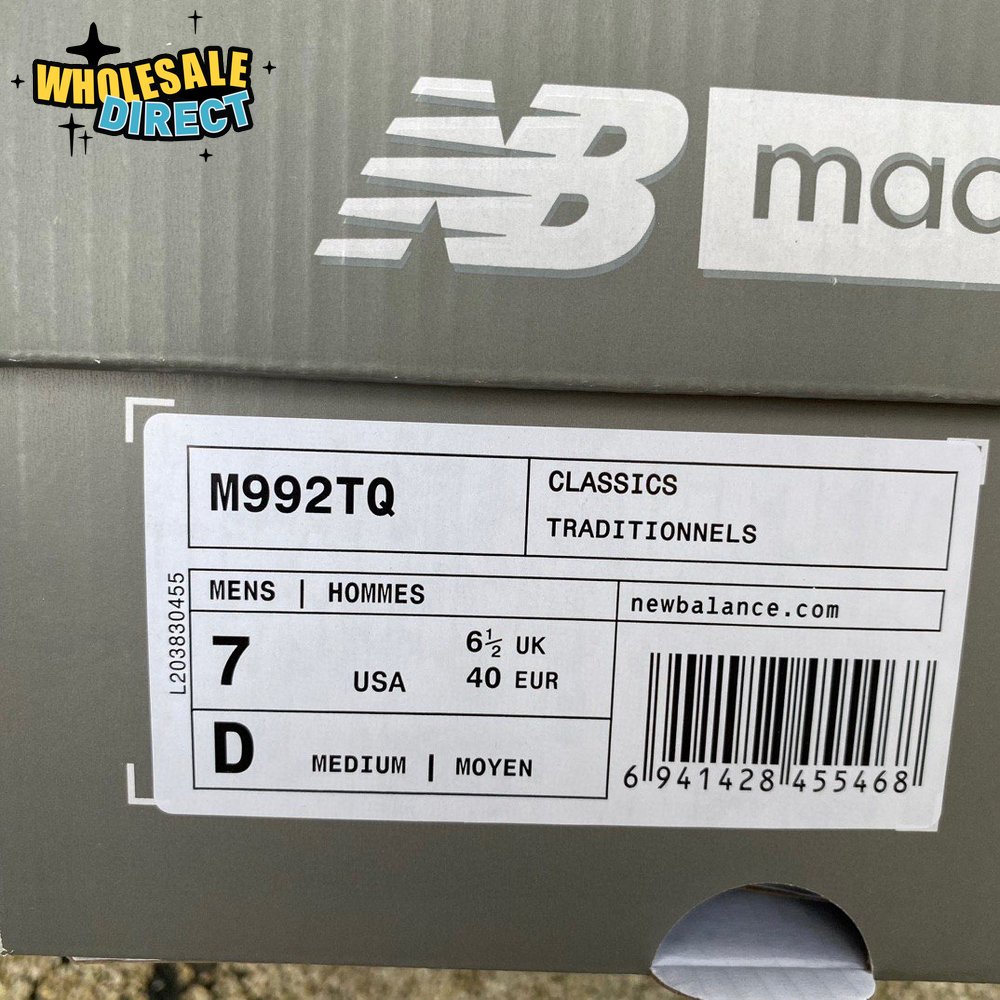 WHOLESALE
DIRECT
NB
M992TQ
CLASSICS
TRADITIONNELS
L203830455
MENS | HOMMES
newbalance.com
7 USA
6½ UK
40 EUR
D MEDIUM | MOYEN
6 941428 455468